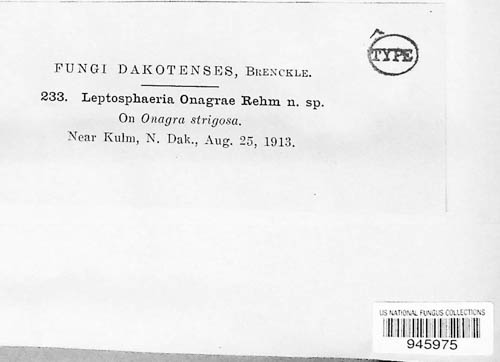 TYPE
FUNGI DAKOTENSES, BRENCKLE.
233. Leptosphaeria Onagrae Rehm n. sp.
On Onagra strigosa.
Near Kulm, N. Dak., Aug. 25, 1913.
US NATIONAL FUNGUS COLLECTIONS
945975